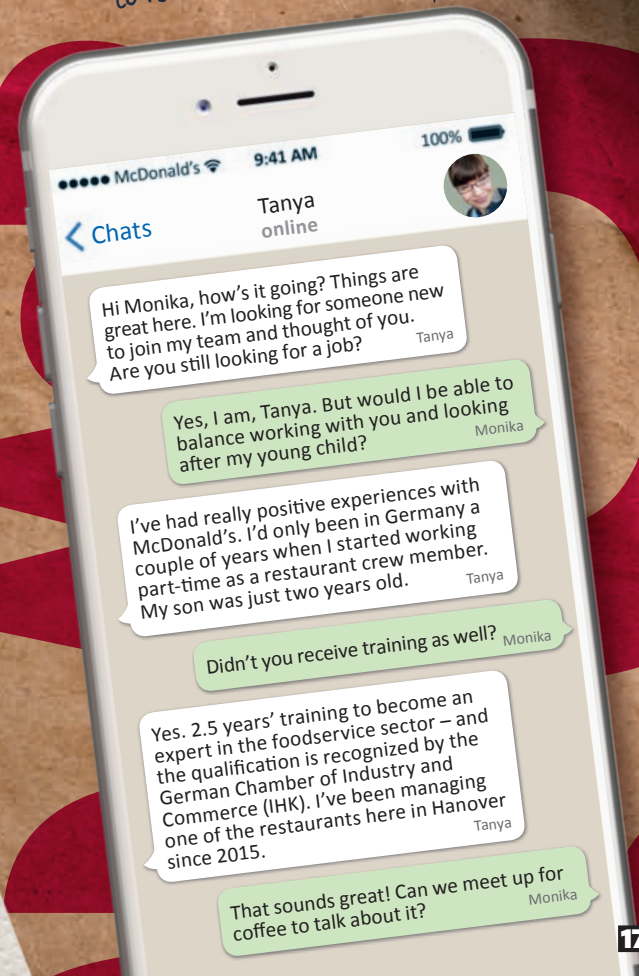 McDonald's
9:41 AM
100%
Chats
Tanya
online
Hi Monika, how's it going? Things are
great here. I'm looking for someone new
to join my team and thought of you.
Are you still looking for a job?
Tanya
Yes, I am, Tanya. But would I be able to
balance working with you and looking
after my young child?
Monika
I've had really positive experiences with
McDonald's. I'd only been in Germany a
couple of years when I started working
part-time as a restaurant crew member.
My son was just two years old.
Tanya
Didn't you receive training as well?
Monika
Yes. 2.5 years' training to become an
expert in the foodservice sector – and
the qualification is recognized by the
German Chamber of Industry and
Commerce (IHK). I've been managing
one of the restaurants here in Hanover
since 2015.
Tanya
That sounds great! Can we meet up for
coffee to talk about it?
Monika
17